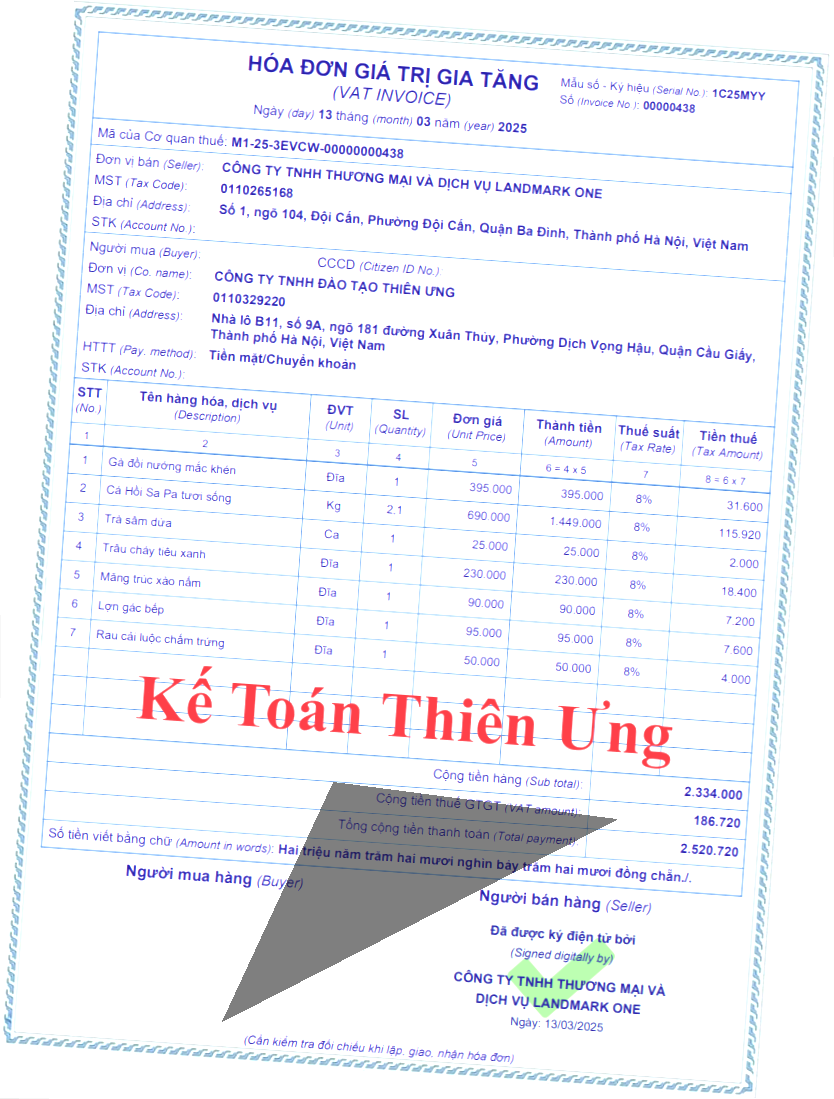 HÓA ĐƠN GIÁ TRỊ GIA TĂNG
(VAT INVOICE)
Ngày (day) 13 tháng (month) 03 năm (year) 2025
Mẫu số - Ký hiệu (Serial No.): 1C25MYY
Số (Invoice No ): 00000438
Mã của Cơ quan thuế: M1-25-3EVCW-00000000438
Đơn vị bán (Seller): CÔNG TY TNHH THƯƠNG MẠI VÀ DỊCH VỤ LANDMARK ONE
MST (Tax Code): 0110265168
Địa chỉ (Address): Số 1, ngõ 104, Đội Cấn, Phường Đội Cấn, Quận Ba Đình, Thành phố Hà Nội, Việt Nam
STK (Account No.):
Người mua (Buyer): CCCD (Citizen ID No.):
Đơn vị (Co. name): CÔNG TY TNHH ĐÀO TẠO THIÊN ƯNG
MST (Tax Code): 0110329220
Địa chỉ (Address): Nhà lô B11, số 9A, ngõ 181 đường Xuân Thủy, Phường Dịch Vọng Hậu, Quận Cầu Giấy,
Thành phố Hà Nội, Việt Nam
HTTT (Pay. method): Tiền mặt/Chuyển khoản
STK (Account No.):
STT (No.) Tên hàng hóa, dịch vụ (Description) ĐVT (Unit) SL (Quantity) Đơn giá (Unit Price) Thành tiền (Amount) Thuế suất (Tax Rate) Tiền thuế (Tax Amount)
1 2 3 4 5 6 = 4 x 5 7 8 = 6 x 7
1 Gà đồi nướng mắc khén Đĩa 1 395.000 395.000 8% 31.600
2 Cá Hồi Sa Pa tươi sống Kg 2.1 690.000 1.449.000 8% 115.920
3 Trà sâm dứa Ca 1 25.000 25.000 8% 2.000
4 Trâu cháy tiêu xanh Đĩa 1 230.000 230.000 8% 18.400
5 Măng trúc xào nấm Đĩa 1 90.000 90.000 8% 7.200
6 Lợn gác bếp Đĩa 1 95.000 95.000 8% 7.600
7 Rau cải luộc chấm trứng Đĩa 1 50.000 50.000 8% 4.000
Kế Toán Thiên Ưng
Cộng tiền hàng (Sub total): 2.334.000
Cộng tiền thuế GTGT (VAT amount): 186.720
Tổng cộng tiền thanh toán (Total payment): 2.520.720
Số tiền viết bằng chữ (Amount in words): Hai triệu năm trăm hai mươi nghìn bảy trăm hai mươi đồng chẵn./.
Người mua hàng (Buyer)
Người bán hàng (Seller)
Đã được ký điện tử bởi
(Signed digitally by)
CÔNG TY TNHH THƯƠNG MẠI VÀ
DỊCH VỤ LANDMARK ONE
Ngày: 13/03/2025
(Cần kiểm tra đối chiếu khi lập, giao, nhận hóa đơn)